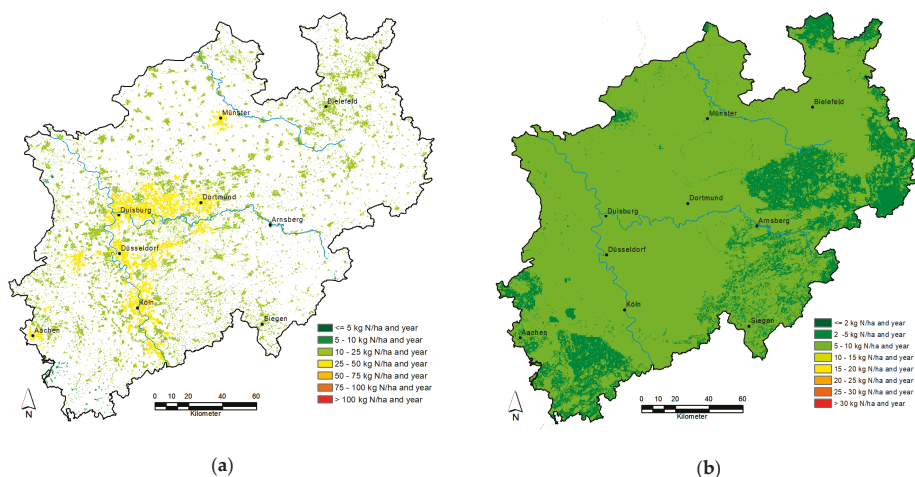 Bielefeld
Münster
Dortmund
Duisburg
Arnsberg
Düsseldorf
Köln
Siegen
Aachen
<= 5 kg N/ha and year
5 - 10 kg N/ha and year
10 - 25 kg N/ha and year
25 - 50 kg N/ha and year
50 - 75 kg N/ha and year
75 - 100 kg N/ha and year
> 100 kg N/ha and year
N
0 10 20 40 60
Kilometer
(a)
Bielefeld
Münster
Dortmund
Duisburg
Arnsberg
Düsseldorf
Köln
Siegen
Aachen
<= 2 kg N/ha and year
2 -5 kg N/ha and year
5 - 10 kg N/ha and year
10 - 15 kg N/ha and year
15 - 20 kg N/ha and year
20 - 25 kg N/ha and year
25 - 30 kg N/ha and year
> 30 kg N/ha and year
N
0 10 20 40 60
Kilometer
(b)